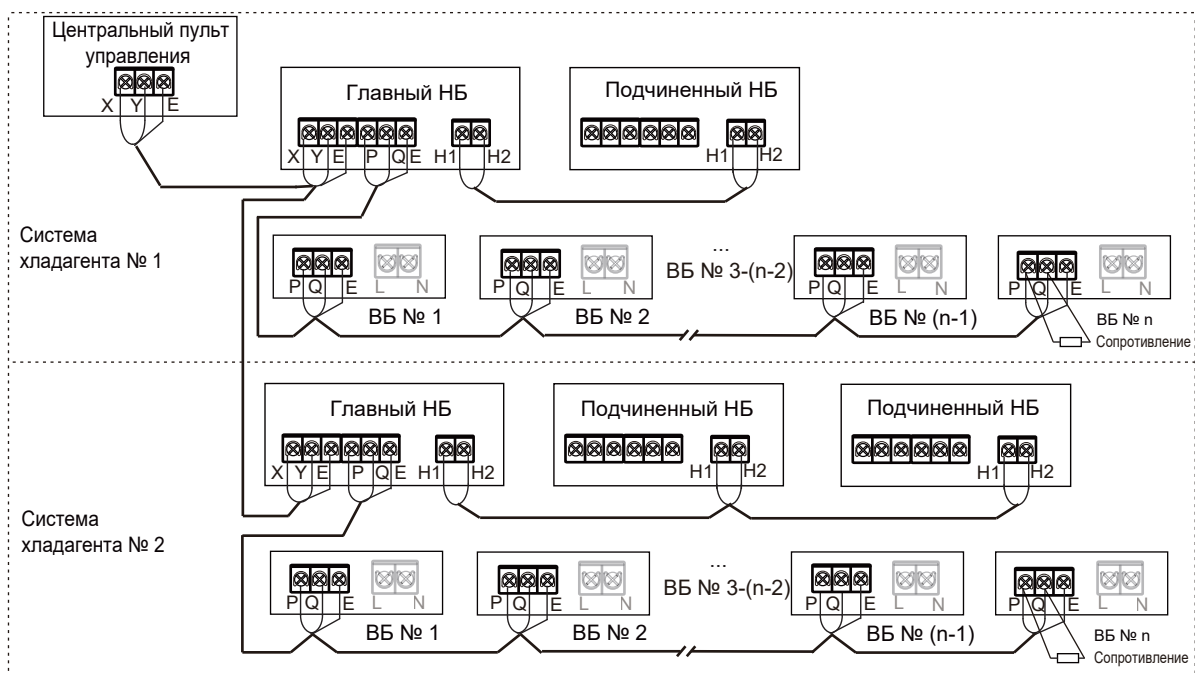 Центральный пульт
управления
X Y E
Главный НБ
X Y E P Q E H1 H2
Подчиненный НБ
H1 H2
Система
хладагента № 1
P Q E L N
ВБ № 1
P Q E L N
ВБ № 2
...
ВБ № 3-(n-2)
P Q E L N
ВБ № (n-1)
P Q E L N
ВБ № n
Сопротивление
Главный НБ
X Y E P Q E H1 H2
Подчиненный НБ
H1 H2
Подчиненный НБ
H1 H2
Система
хладагента № 2
P Q E L N
ВБ № 1
P Q E L N
ВБ № 2
...
ВБ № 3-(n-2)
P Q E L N
ВБ № (n-1)
P Q E L N
ВБ № n
Сопротивление